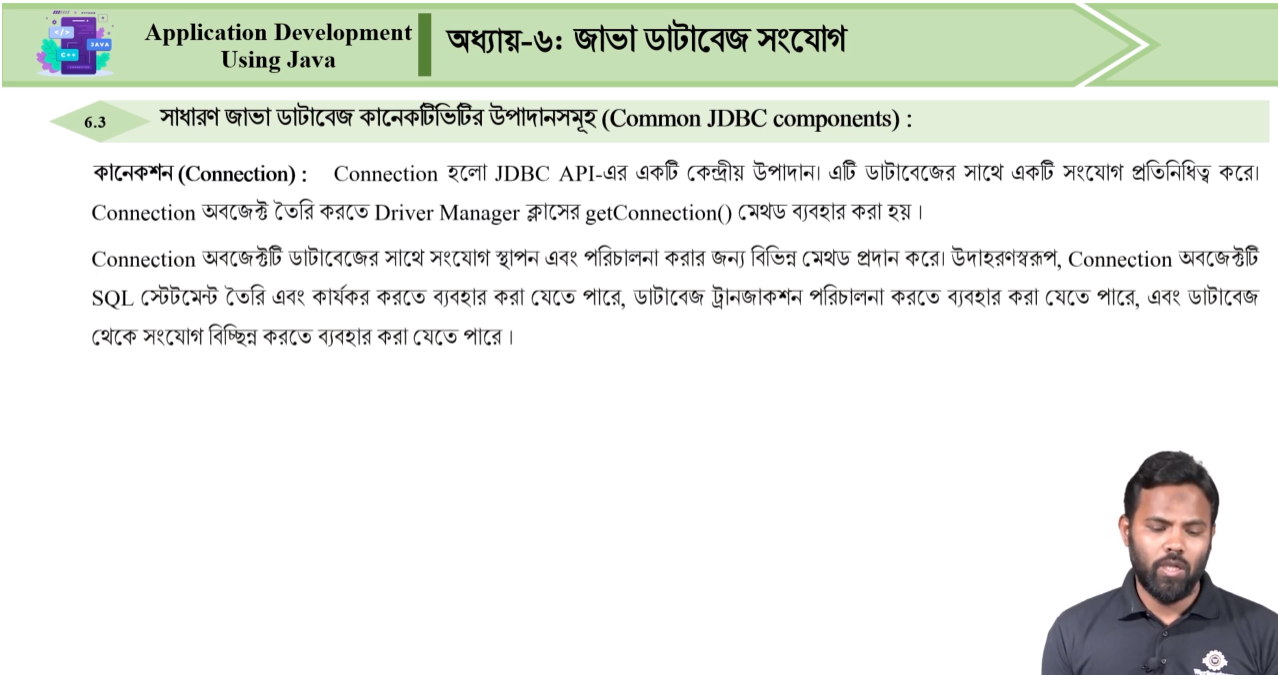 Application Development
Using Java
অধ্যায়-৬: জাভা ডাটাবেজ সংযোগ
</>
JAVA
C++
6.3
সাধারণ জাভা ডাটাবেজ কানেকটিভিটির উপাদানসমূহ (Common JDBC components) :
কানেকশন (Connection) : Connection হলো JDBC API-এর একটি কেন্দ্রীয় উপাদান। এটি ডাটাবেজের সাথে একটি সংযোগ প্রতিনিধিত্ব করে।
Connection অবজেক্ট তৈরি করতে Driver Manager ক্লাসের getConnection() মেথড ব্যবহার করা হয়।
Connection অবজেক্টটি ডাটাবেজের সাথে সংযোগ স্থাপন এবং পরিচালনা করার জন্য বিভিন্ন মেথড প্রদান করে। উদাহরণস্বরূপ, Connection অবজেক্টটি
SQL স্টেটমেন্ট তৈরি এবং কার্যকর করতে ব্যবহার করা যেতে পারে, ডাটাবেজ ট্রানজাকশন পরিচালনা করতে ব্যবহার করা যেতে পারে, এবং ডাটাবেজ
থেকে সংযোগ বিচ্ছিন্ন করতে ব্যবহার করা যেতে পারে।